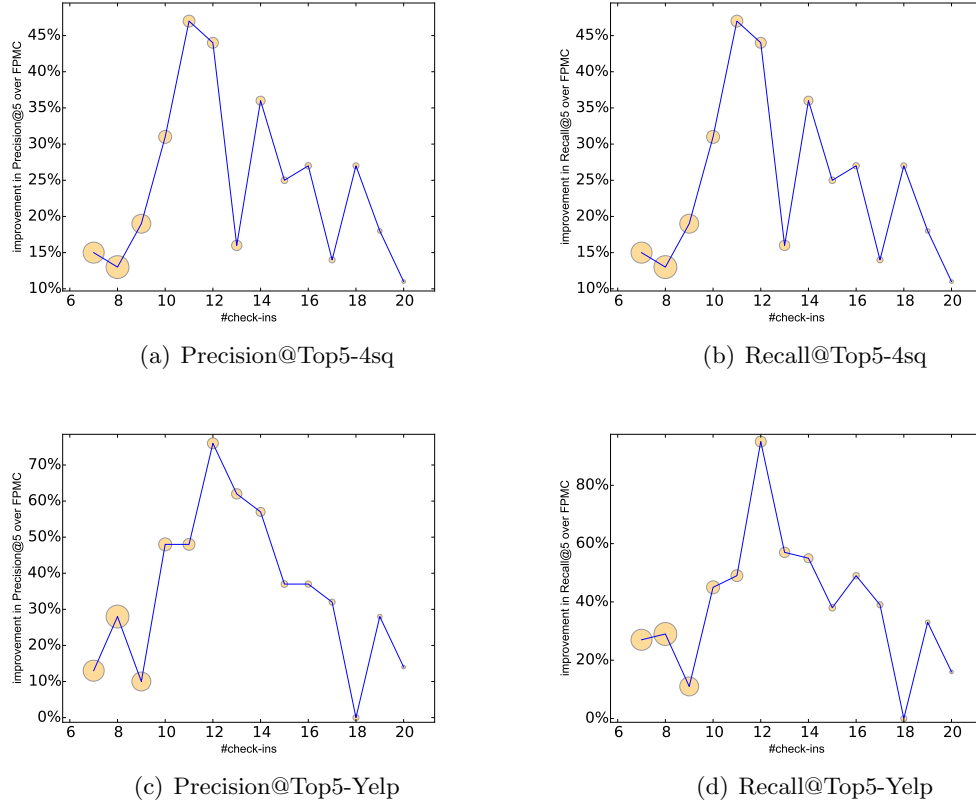 improvement in Precision@5 over FPMC
45%
40%
35%
30%
25%
20%
15%
10%
6 8 10 12 14 16 18 20
#check-ins
(a) Precision@Top5-4sq
improvement in Recall@5 over FPMC
45%
40%
35%
30%
25%
20%
15%
10%
6 8 10 12 14 16 18 20
#check-ins
(b) Recall@Top5-4sq
improvement in Precision@5 over FPMC
70%
60%
50%
40%
30%
20%
10%
0%
6 8 10 12 14 16 18 20
#check-ins
(c) Precision@Top5-Yelp
improvement in Recall@5 over FPMC
80%
60%
40%
20%
0%
6 8 10 12 14 16 18 20
#check-ins
(d) Recall@Top5-Yelp